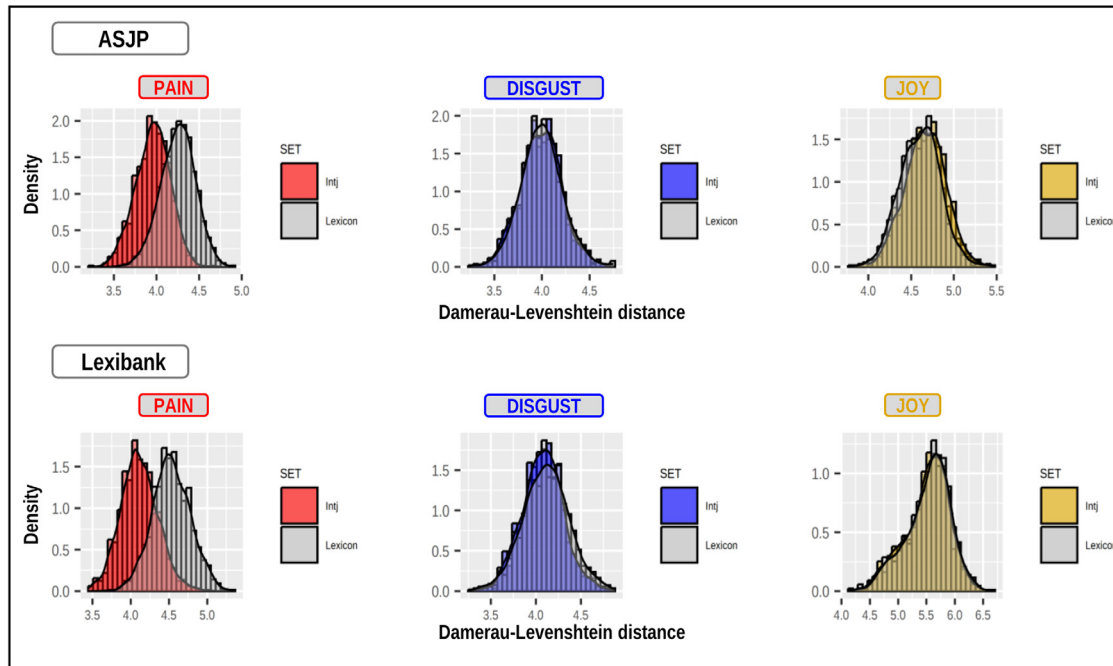 ASJP
PAIN DISGUST JOY
Density
2.0
1.5
1.0
0.5
0.0
3.5 4.0 4.5 5.0
SET
Intj
Lexicon
2.0
1.5
1.0
0.5
0.0
3.5 4.0 4.5
SET
Intj
Lexicon
1.5
1.0
0.5
0.0
4.0 4.5 5.0 5.5
SET
Intj
Lexicon
Damerau-Levenshtein distance
Lexibank
PAIN DISGUST JOY
Density
1.5
1.0
0.5
0.0
3.5 4.0 4.5 5.0
SET
Intj
Lexicon
1.5
1.0
0.5
0.0
3.5 4.0 4.5
SET
Intj
Lexicon
1.0
0.5
0.0
4.0 4.5 5.0 5.5 6.0 6.5
SET
Intj
Lexicon
Damerau-Levenshtein distance